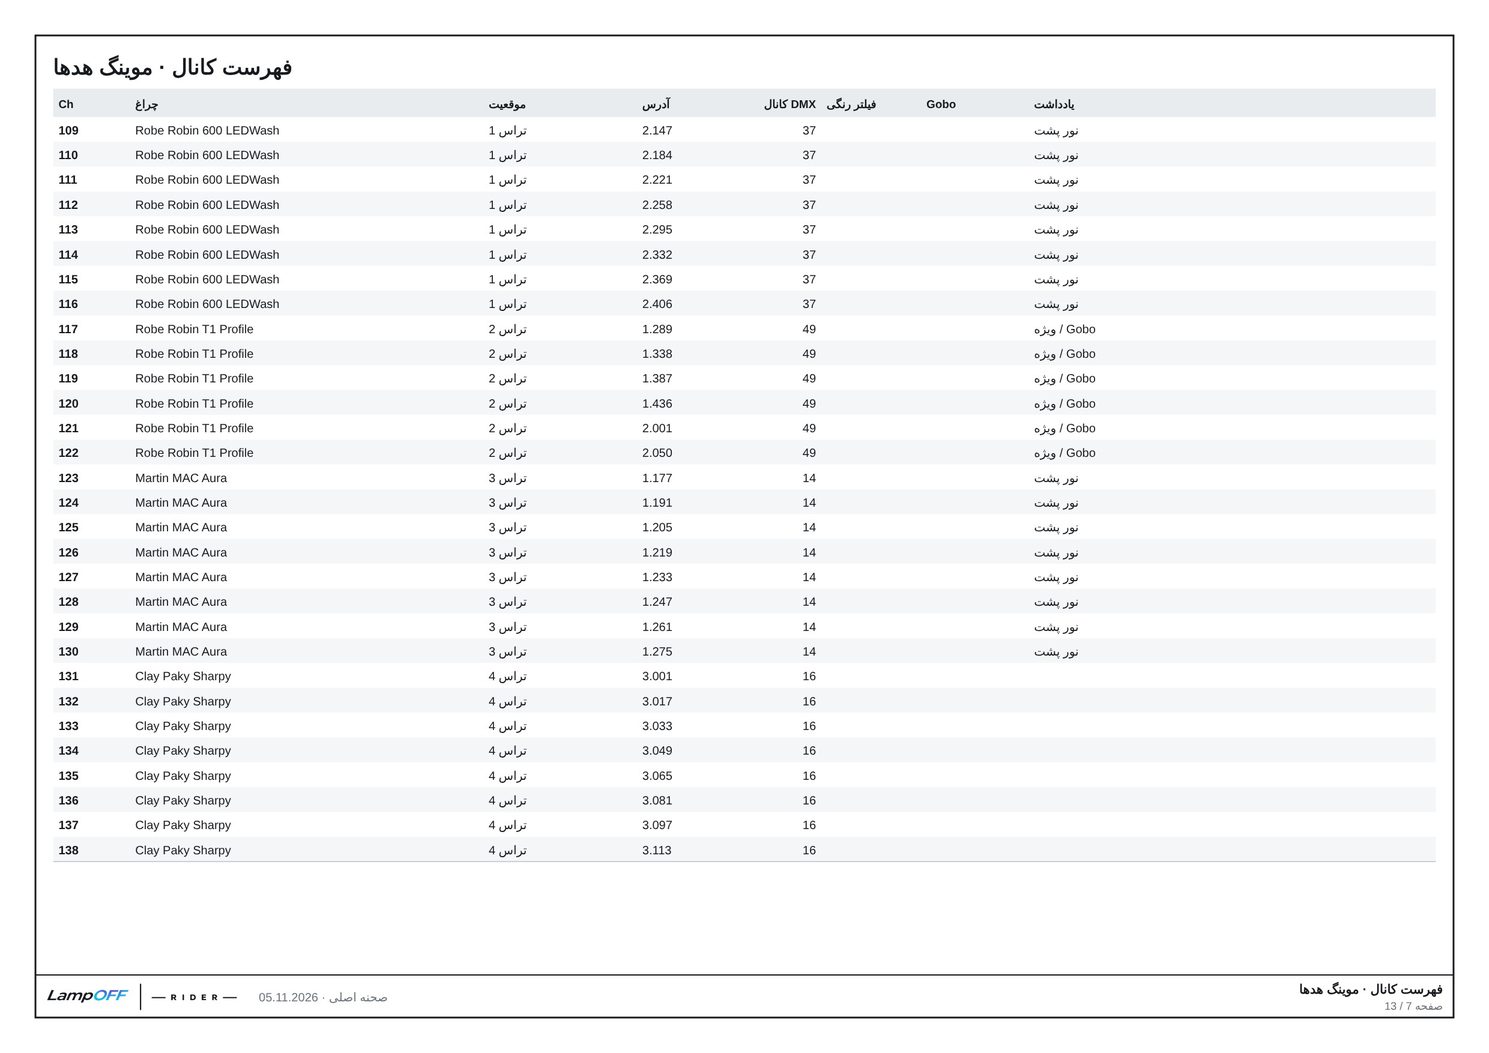 فهرست کانال · موینگ هدها
Ch چراغ موقعیت آدرس کانال DMX فیلتر رنگی Gobo یادداشت
109 Robe Robin 600 LEDWash تراس 1 2.147 37 نور پشت
110 Robe Robin 600 LEDWash تراس 1 2.184 37 نور پشت
111 Robe Robin 600 LEDWash تراس 1 2.221 37 نور پشت
112 Robe Robin 600 LEDWash تراس 1 2.258 37 نور پشت
113 Robe Robin 600 LEDWash تراس 1 2.295 37 نور پشت
114 Robe Robin 600 LEDWash تراس 1 2.332 37 نور پشت
115 Robe Robin 600 LEDWash تراس 1 2.369 37 نور پشت
116 Robe Robin 600 LEDWash تراس 1 2.406 37 نور پشت
117 Robe Robin T1 Profile تراس 2 1.289 49 ویژه / Gobo
118 Robe Robin T1 Profile تراس 2 1.338 49 ویژه / Gobo
119 Robe Robin T1 Profile تراس 2 1.387 49 ویژه / Gobo
120 Robe Robin T1 Profile تراس 2 1.436 49 ویژه / Gobo
121 Robe Robin T1 Profile تراس 2 2.001 49 ویژه / Gobo
122 Robe Robin T1 Profile تراس 2 2.050 49 ویژه / Gobo
123 Martin MAC Aura تراس 3 1.177 14 نور پشت
124 Martin MAC Aura تراس 3 1.191 14 نور پشت
125 Martin MAC Aura تراس 3 1.205 14 نور پشت
126 Martin MAC Aura تراس 3 1.219 14 نور پشت
127 Martin MAC Aura تراس 3 1.233 14 نور پشت
128 Martin MAC Aura تراس 3 1.247 14 نور پشت
129 Martin MAC Aura تراس 3 1.261 14 نور پشت
130 Martin MAC Aura تراس 3 1.275 14 نور پشت
131 Clay Paky Sharpy تراس 4 3.001 16
132 Clay Paky Sharpy تراس 4 3.017 16
133 Clay Paky Sharpy تراس 4 3.033 16
134 Clay Paky Sharpy تراس 4 3.049 16
135 Clay Paky Sharpy تراس 4 3.065 16
136 Clay Paky Sharpy تراس 4 3.081 16
137 Clay Paky Sharpy تراس 4 3.097 16
138 Clay Paky Sharpy تراس 4 3.113 16
LampOFF — RIDER — صحنه اصلی · 05.11.2026
فهرست کانال · موینگ هدها
صفحه 7 / 13